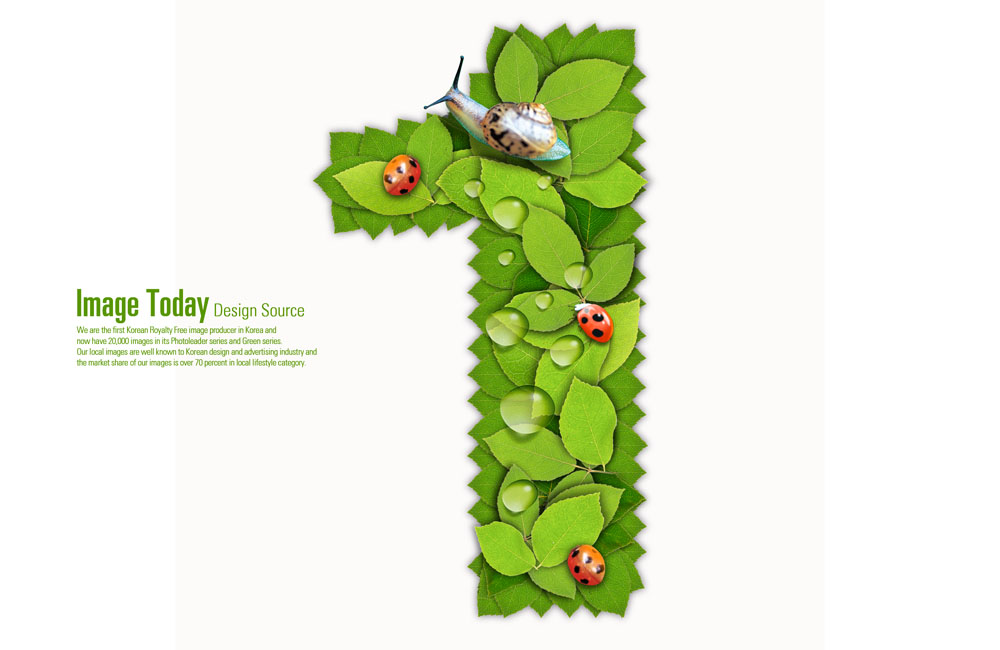 Image Today Design Source
We are the first Korean Royalty Free image producer in Korea and
now have 20,000 images in its Photoleader series and Green series.
Our local images are well known to Korean design and advertising industry and
the market share of our images is over 70 percent in local lifestyle category.
1